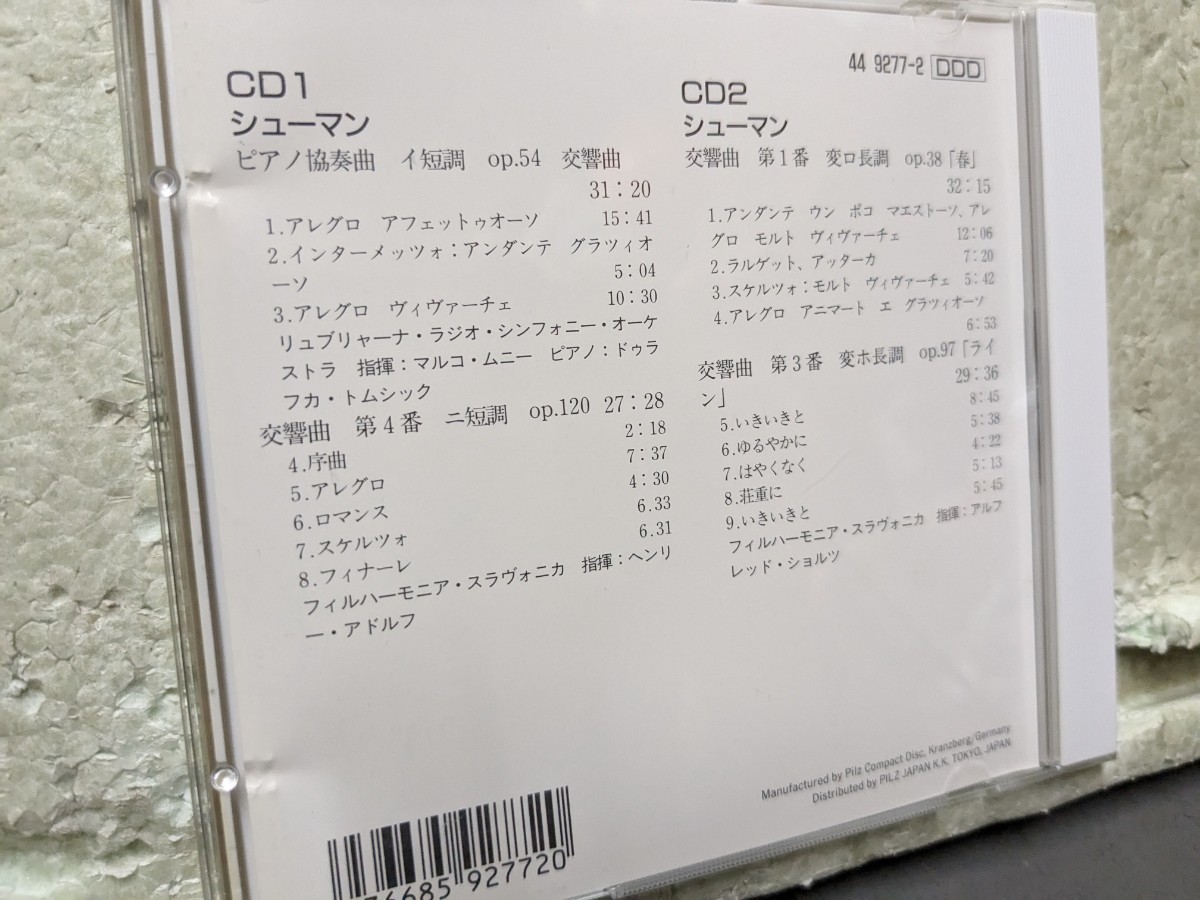 CD1
シューマン
ピアノ協奏曲 イ短調 op.54 交響曲
31：20
1.アレグロ アフェットゥオーソ 15：41
2.インターメッツォ：アンダンテ グラツィオ
ーソ 5：04
3.アレグロ ヴィヴァーチェ 10：30
リュブリャーナ・ラジオ・シンフォニー・オーケ
ストラ 指揮：マルコ・ムニー ピアノ：ドゥラ
フカ・トムシック
交響曲 第4番 ニ短調 op.120 27：28
4.序曲 2：18
5.アレグロ 7：37
6.ロマンス 4：30
7.スケルツォ 6.33
8.フィナーレ 6.31
フィルハーモニア・スラヴォニカ 指揮：ヘンリ
ー・アドルフ
44 9277-2 DDD
CD2
シューマン
交響曲 第1番 変ロ長調 op.38「春」
32：15
1.アンダンテ ウン ポコ マエストーソ、アレ
グロ モルト ヴィヴァーチェ 12：06
2.ラルゲット、アッターカ 7：20
3.スケルツォ：モルト ヴィヴァーチェ 5：42
4.アレグロ アニマート エ グラツィオーソ
6：53
交響曲 第3番 変ホ長調 op.97「ライ
ン」 29：36
5.いきいきと 8：45
6.ゆるやかに 5：38
7.はやくなく 4：22
8.荘重に 5：13
9.いきいきと 5：45
フィルハーモニア・スラヴォニカ 指揮：アルフ
レッド・ショルツ
Manufactured by Pilz Compact Disc, Kranzberg/Germany
Distributed by PILZ JAPAN K.K. TOKYO, JAPAN
6685 927720